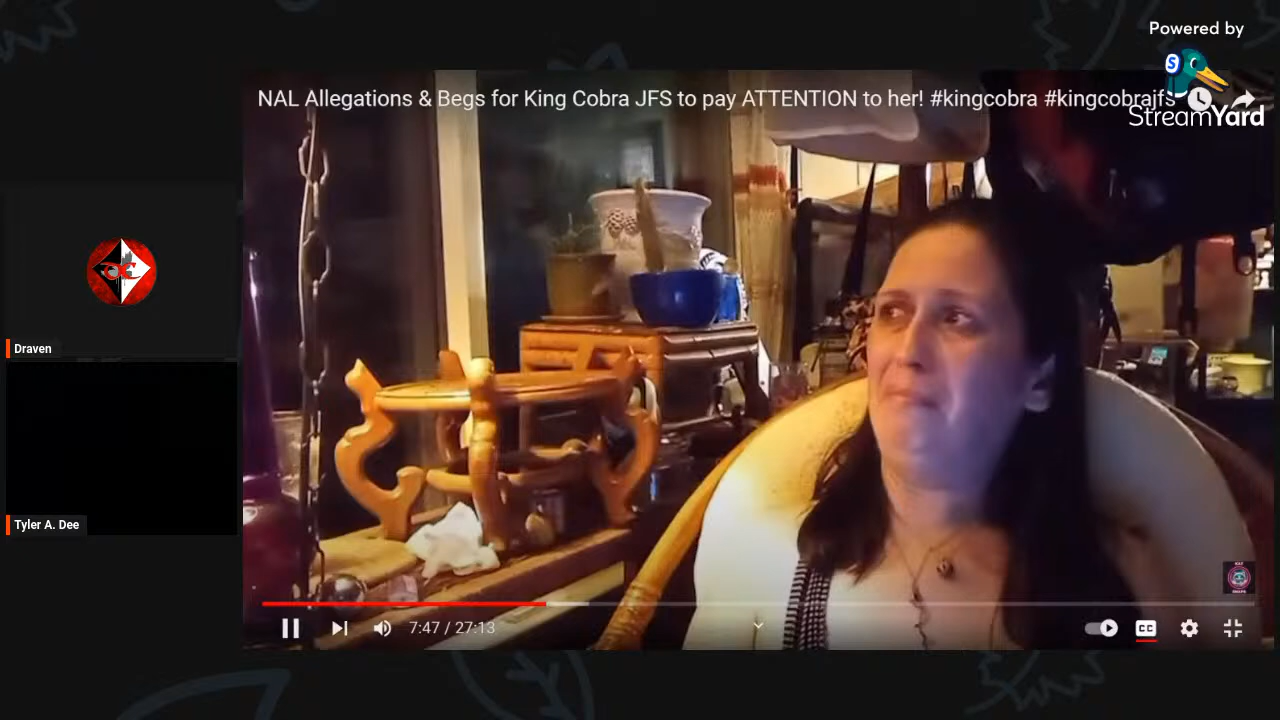 Powered by
StreamYard
NAL Allegations & Begs for King Cobra JFS to pay ATTENTION to her! #kingcobra #kingcobrajfs
Draven
Tyler A. Dee
7:47 / 27:13
CC